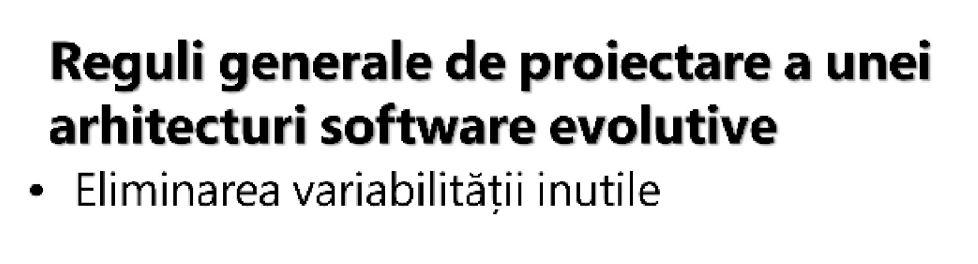 Reguli generale de proiectare a unei
arhitecturi software evolutive
• Eliminarea variabilității inutile